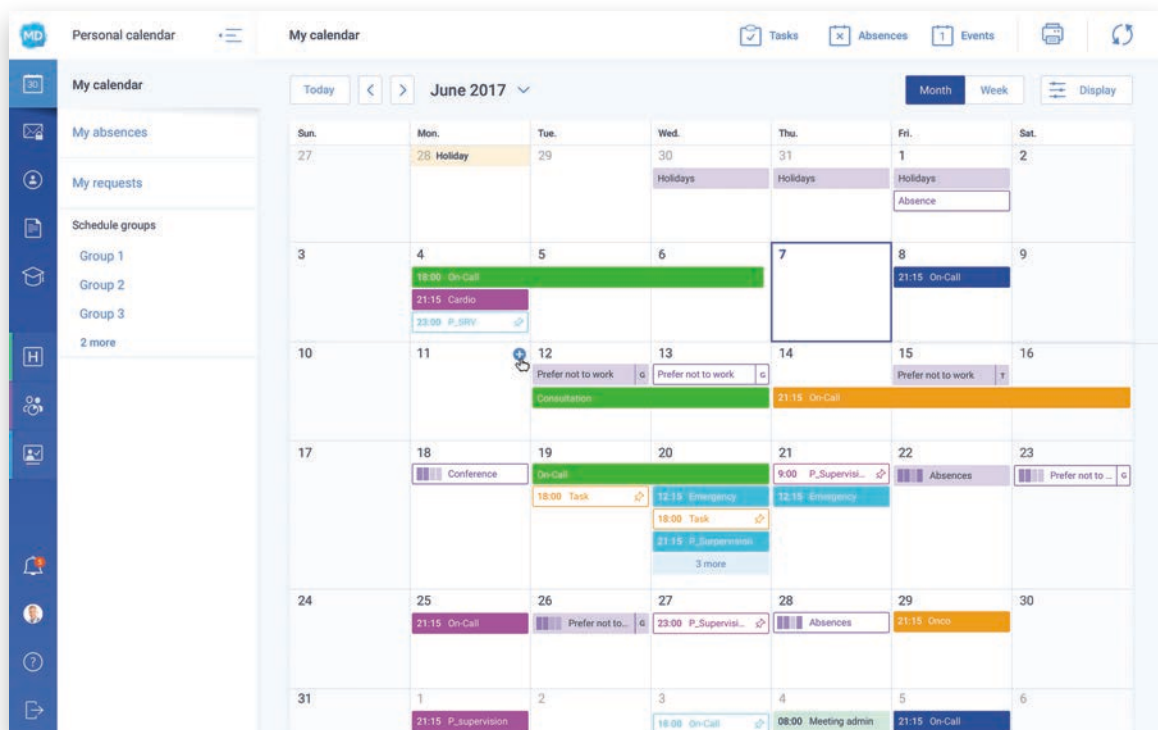 MD Personal calendar My calendar Tasks Absences 1 Events
30 My calendar Today June 2017 Month Week Display
My absences
My requests
Schedule groups
Group 1
Group 2
Group 3
2 more
H
Sun. Mon. Tue. Wed. Thu. Fri. Sat.
27 28 Holiday 29 30 31 1 2
Holidays Holidays Holidays
Absence
3 4 5 6 7 8 9
18:00 On-Call 21:15 On-Call
21:15 Cardio
23:00 P_SRV
10 11 12 13 14 15 16
Prefer not to work G Prefer not to work G Prefer not to work T
Consultation 21:15 On-Call
17 18 19 20 21 22 23
Conference On-Call 9:00 P_Supervisi... Absences Prefer not to ... G
18:00 Task 12:15 Emergency 12:15 Emergency
18:00 Task
21:15 P_Surpervision
3 more
24 25 26 27 28 29 30
21:15 On-Call Prefer not to... G 23:00 P_Supervisi... Absences 21:15 Onco
31 1 2 3 4 5 6
21:15 P_supervision 18:00 On-Call 08:00 Meeting admin 21:15 On-Call